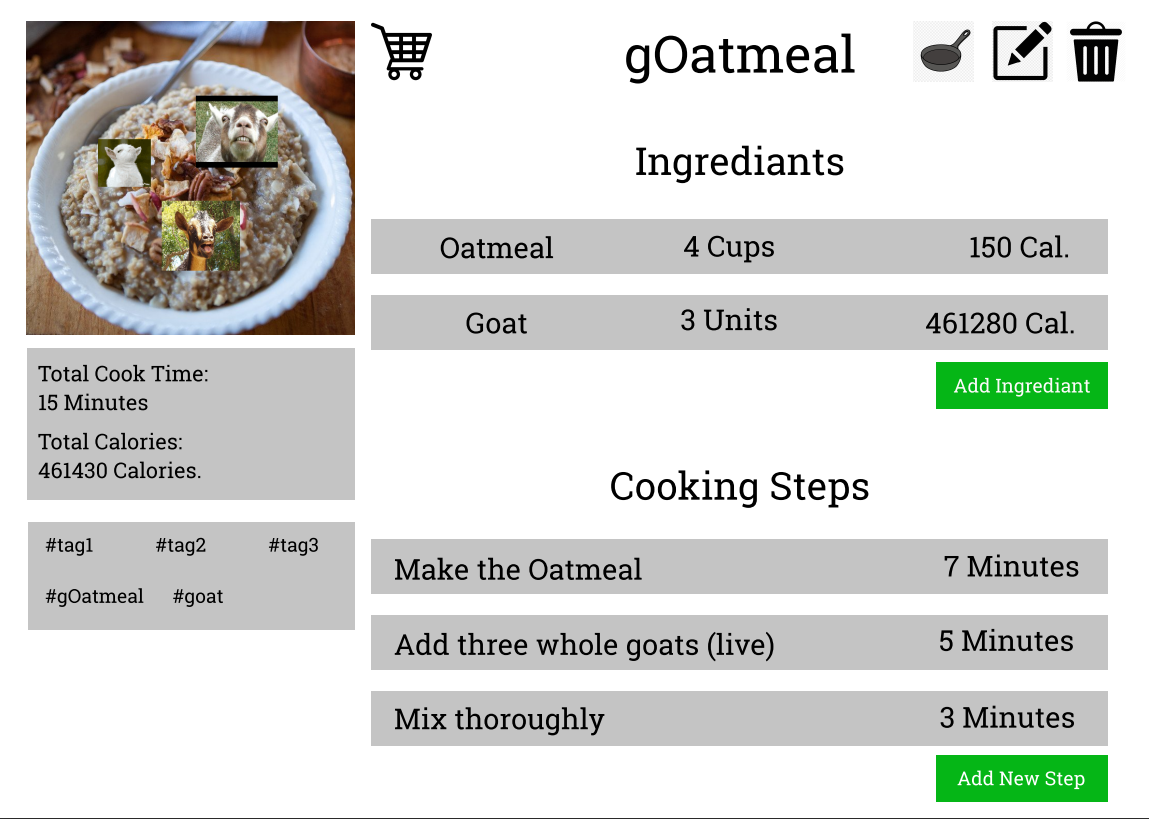 gOatmeal
Ingrediants
Oatmeal 4 Cups 150 Cal.
Goat 3 Units 461280 Cal.
Add Ingrediant
Total Cook Time:
15 Minutes
Total Calories:
461430 Calories.
#tag1 #tag2 #tag3
#gOatmeal #goat
Cooking Steps
Make the Oatmeal 7 Minutes
Add three whole goats (live) 5 Minutes
Mix thoroughly 3 Minutes
Add New Step